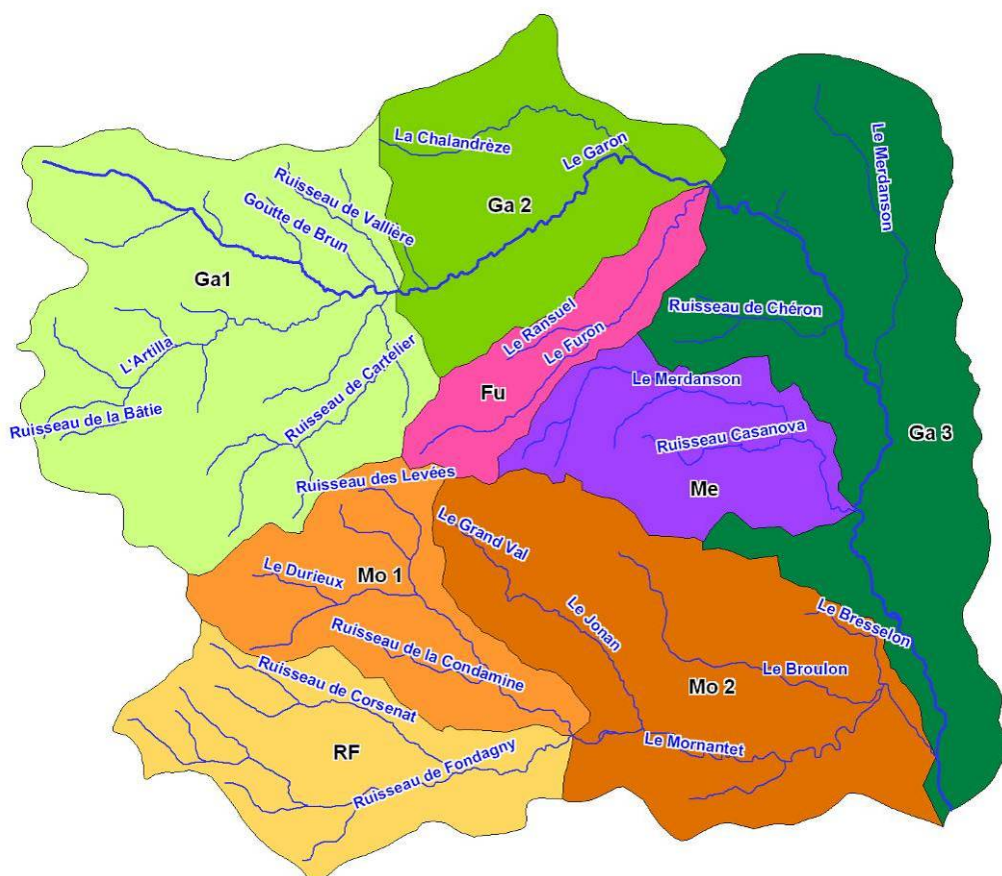 La Chalandrèze
Le Garon
Le Merdanson
Ruisseau de Vallière
Goutte de Brun
Ga 2
Ga1
Ruisseau de Chéron
Le Ransuel
Le Furon
L'Artilla
Ruisseau de Cartelier
Fu
Le Merdanson
Ruisseau de la Bâtie
Ruisseau Casanova
Ga 3
Ruisseau des Levées
Me
Le Grand Val
Le Durieux
Mo 1
Le Jonan
Le Bresselon
Ruisseau de la Condamine
Ruisseau de Corsenat
Le Broulon
Mo 2
RF
Le Mornantet
Ruisseau de Fondagny